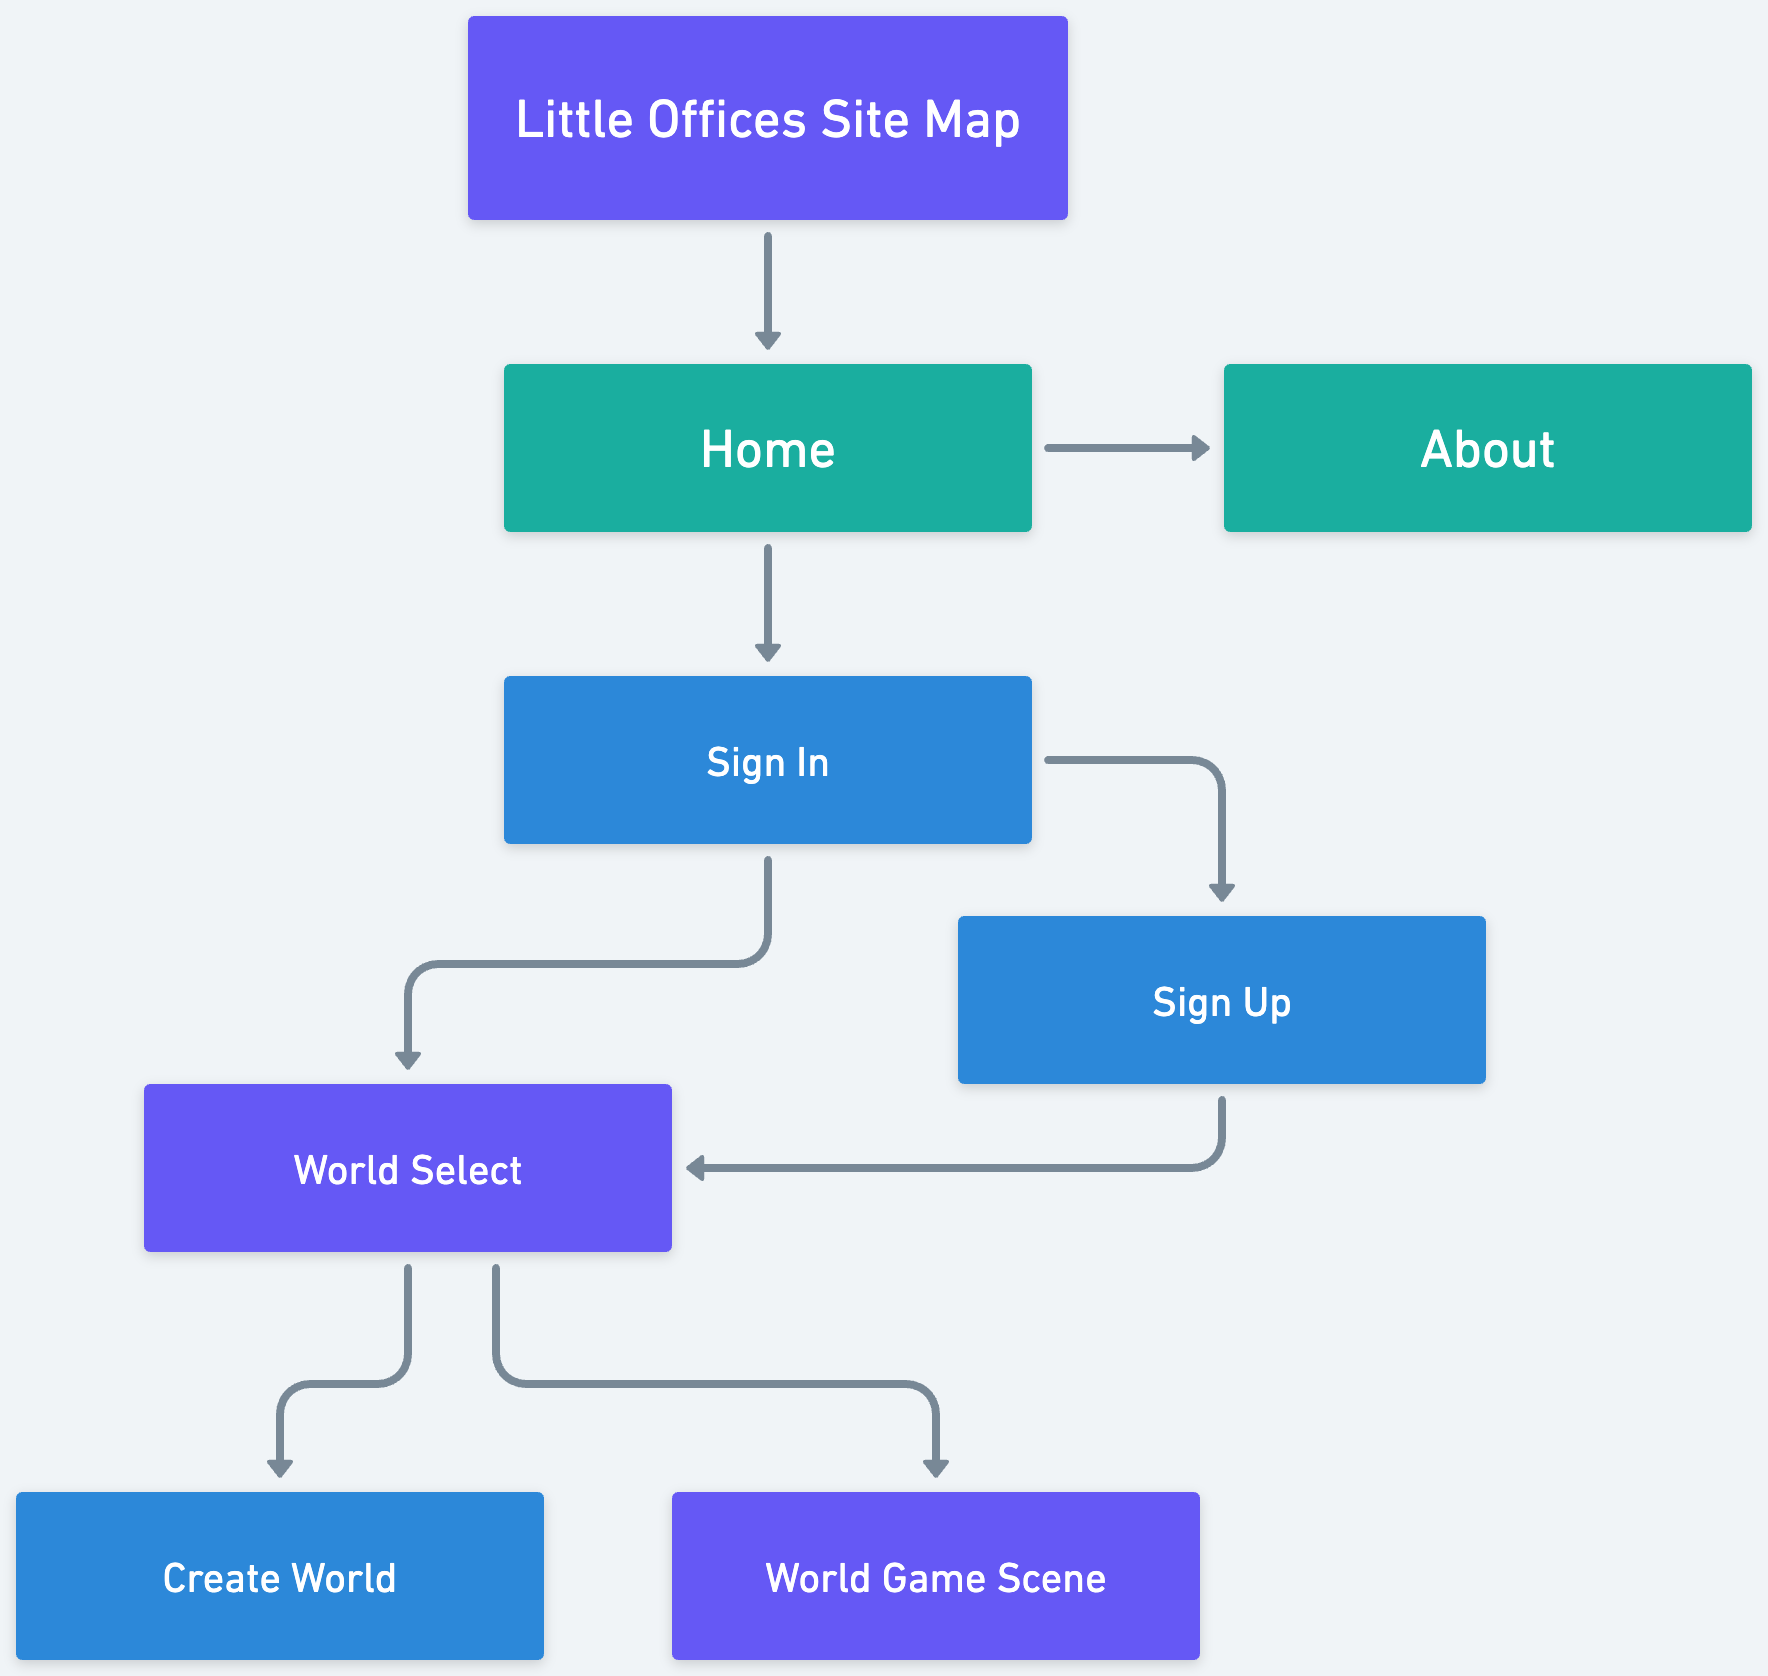 Little Offices Site Map
Home
About
Sign In
Sign Up
World Select
Create World
World Game Scene